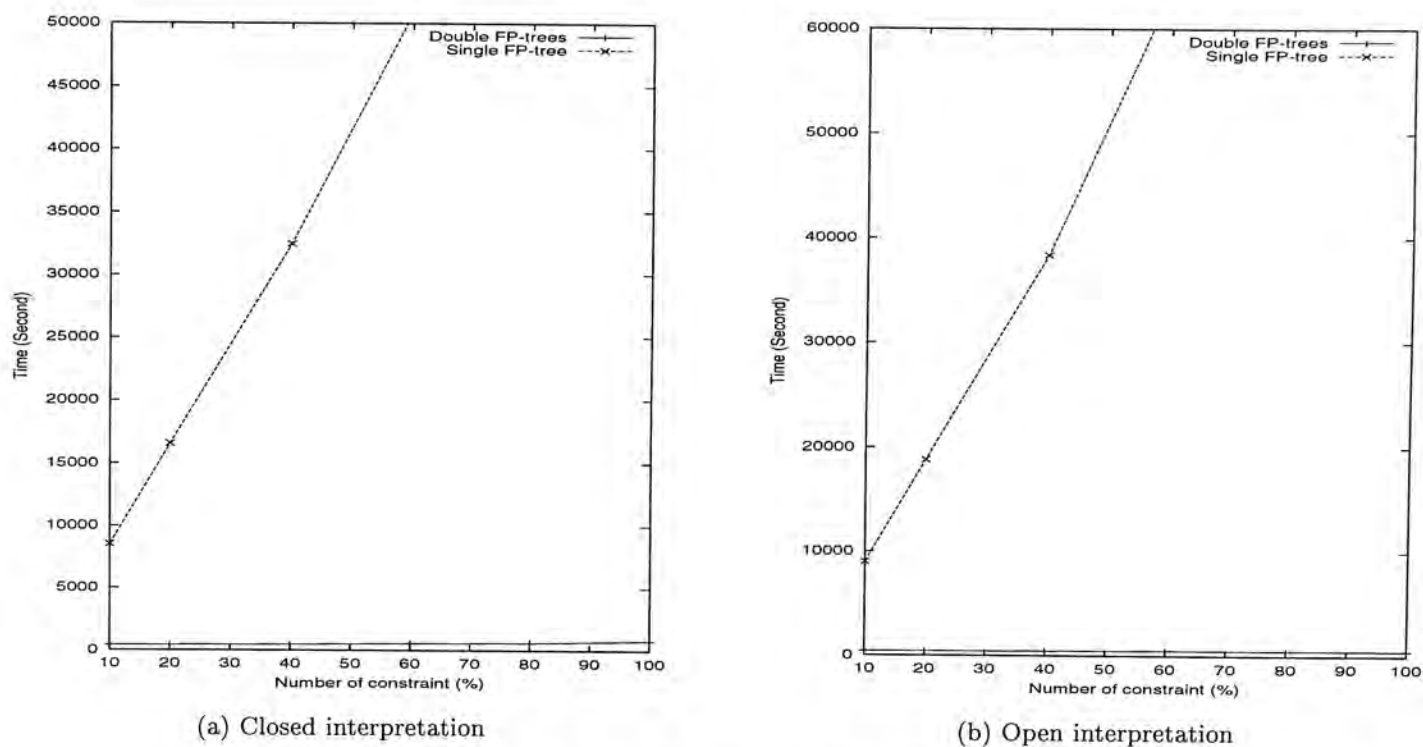 50000
45000
40000
35000
30000
25000
20000
15000
10000
5000
0
Time (Second)
Double FP-trees
Single FP-tree
10 20 30 40 50 60 70 80 90 100
Number of constraint (%)
(a) Closed interpretation
60000
50000
40000
30000
20000
10000
0
Time (Second)
Double FP-trees
Single FP-tree
10 20 30 40 50 60 70 80 90 100
Number of constraint (%)
(b) Open interpretation